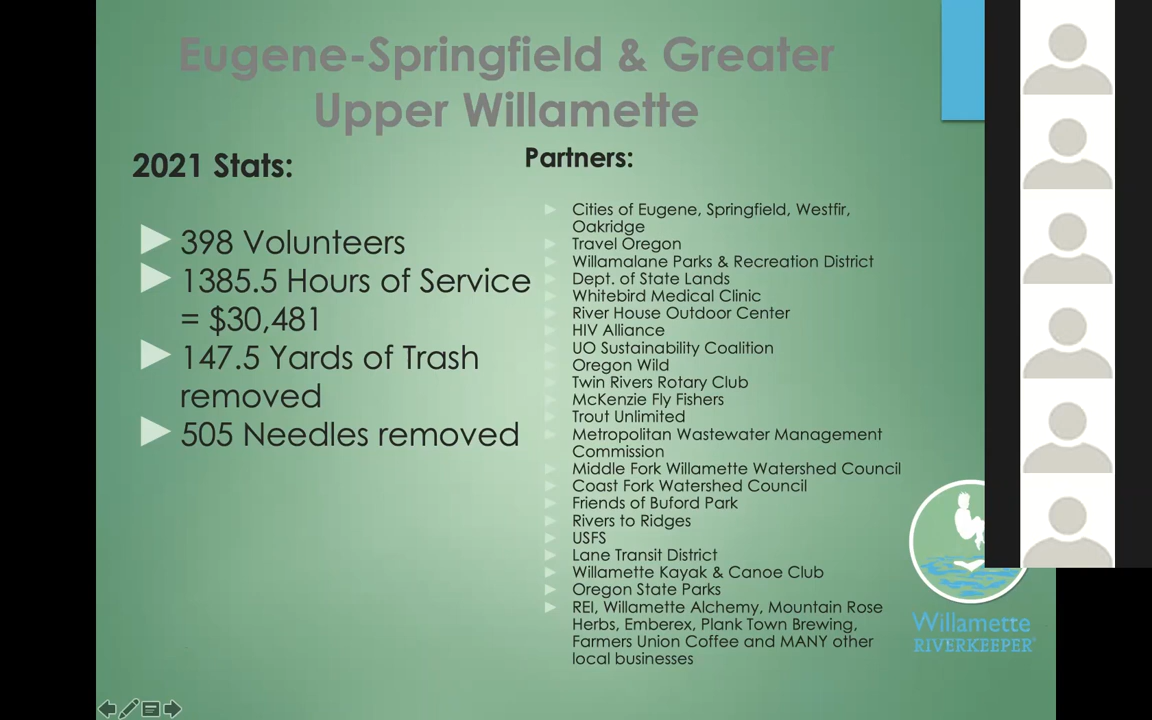 Eugene-Springfield & Greater
Upper Willamette
2021 Stats:
398 Volunteers
1385.5 Hours of Service
= $30,481
147.5 Yards of Trash
removed
505 Needles removed
Partners:
Cities of Eugene, Springfield, Westfir,
Oakridge
Travel Oregon
Willamalane Parks & Recreation District
Dept. of State Lands
Whitebird Medical Clinic
River House Outdoor Center
HIV Alliance
UO Sustainability Coalition
Oregon Wild
Twin Rivers Rotary Club
McKenzie Fly Fishers
Trout Unlimited
Metropolitan Wastewater Management
Commission
Middle Fork Willamette Watershed Council
Coast Fork Watershed Council
Friends of Buford Park
Rivers to Ridges
USFS
Lane Transit District
Willamette Kayak & Canoe Club
Oregon State Parks
REI, Willamette Alchemy, Mountain Rose
Herbs, Emberex, Plank Town Brewing,
Farmers Union Coffee and MANY other
local businesses
Willamette
RIVERKEEPER®